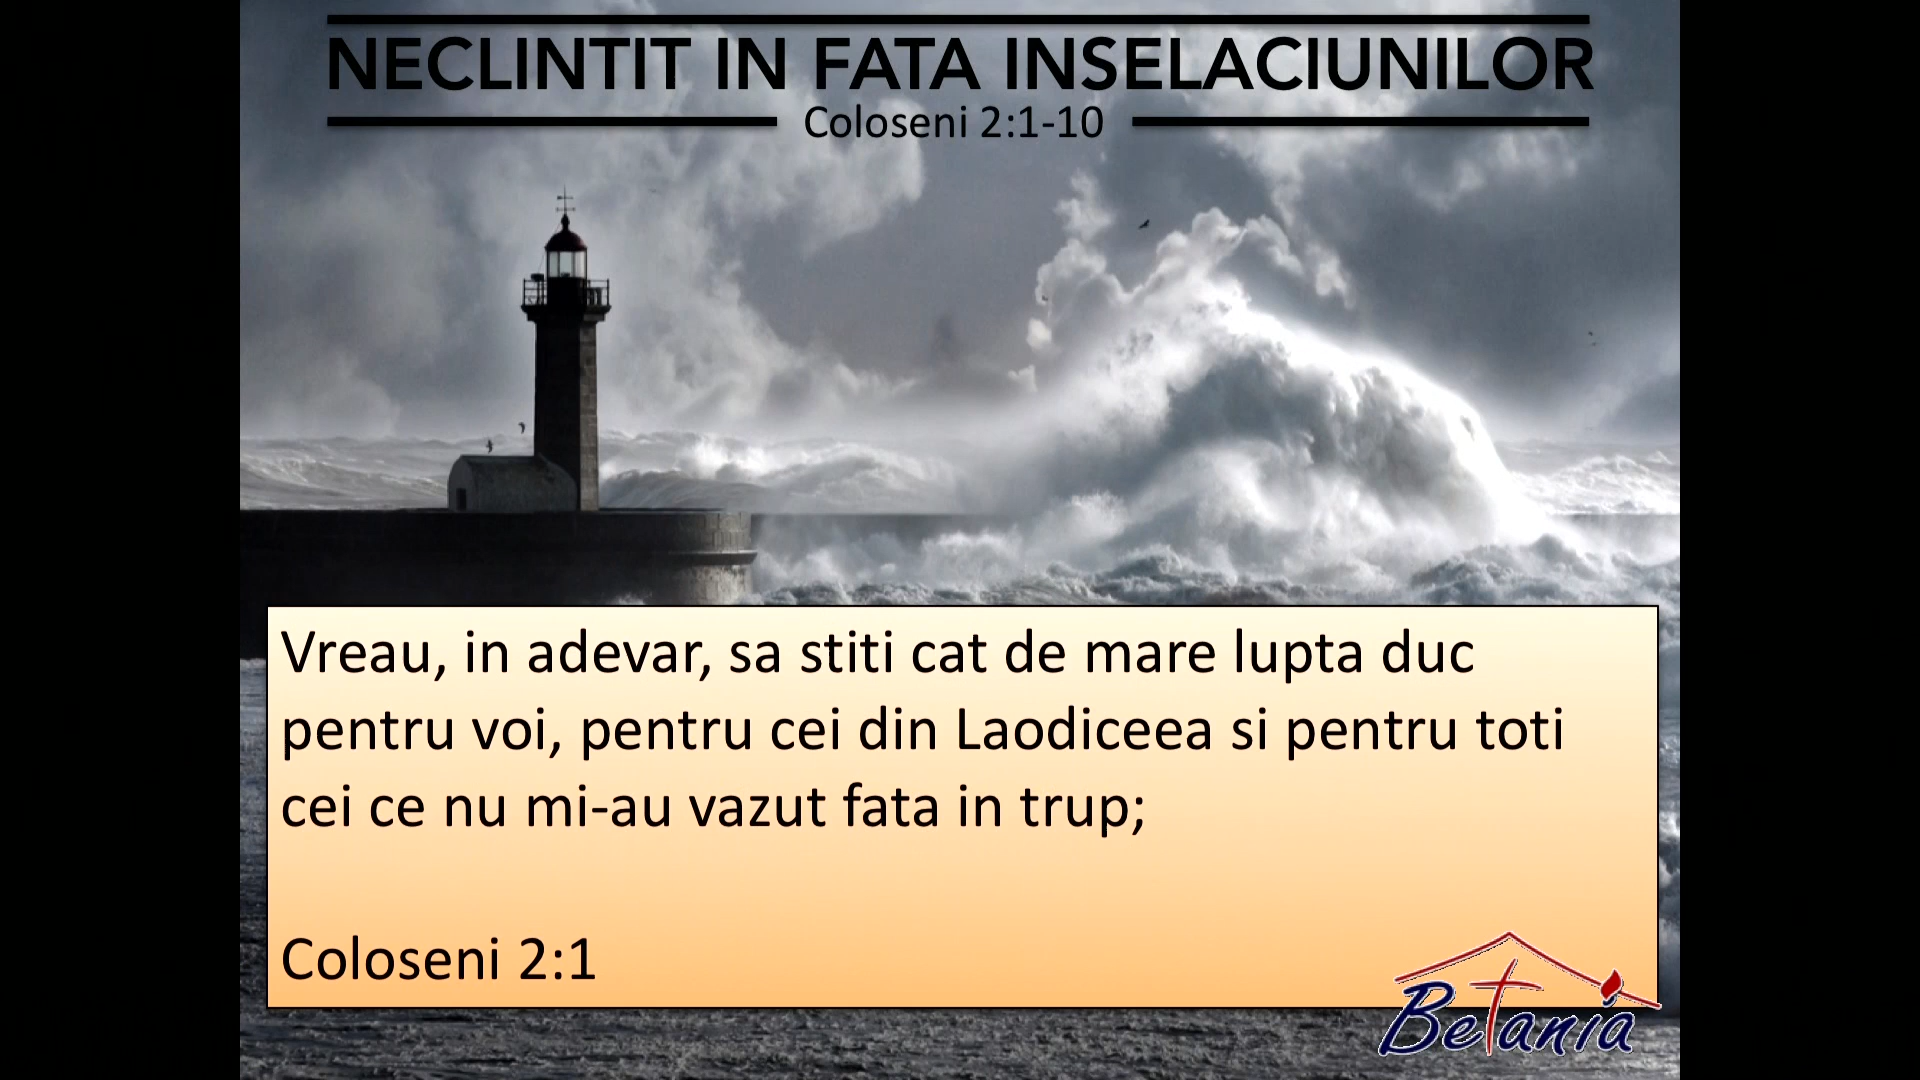 NECLINTIT IN FATA INSELACIUNILOR
Coloseni 2:1-10
Vreau, in adevar, sa stiti cat de mare lupta duc
pentru voi, pentru cei din Laodiceea si pentru toti
cei ce nu mi-au vazut fata in trup;
Coloseni 2:1
Betania